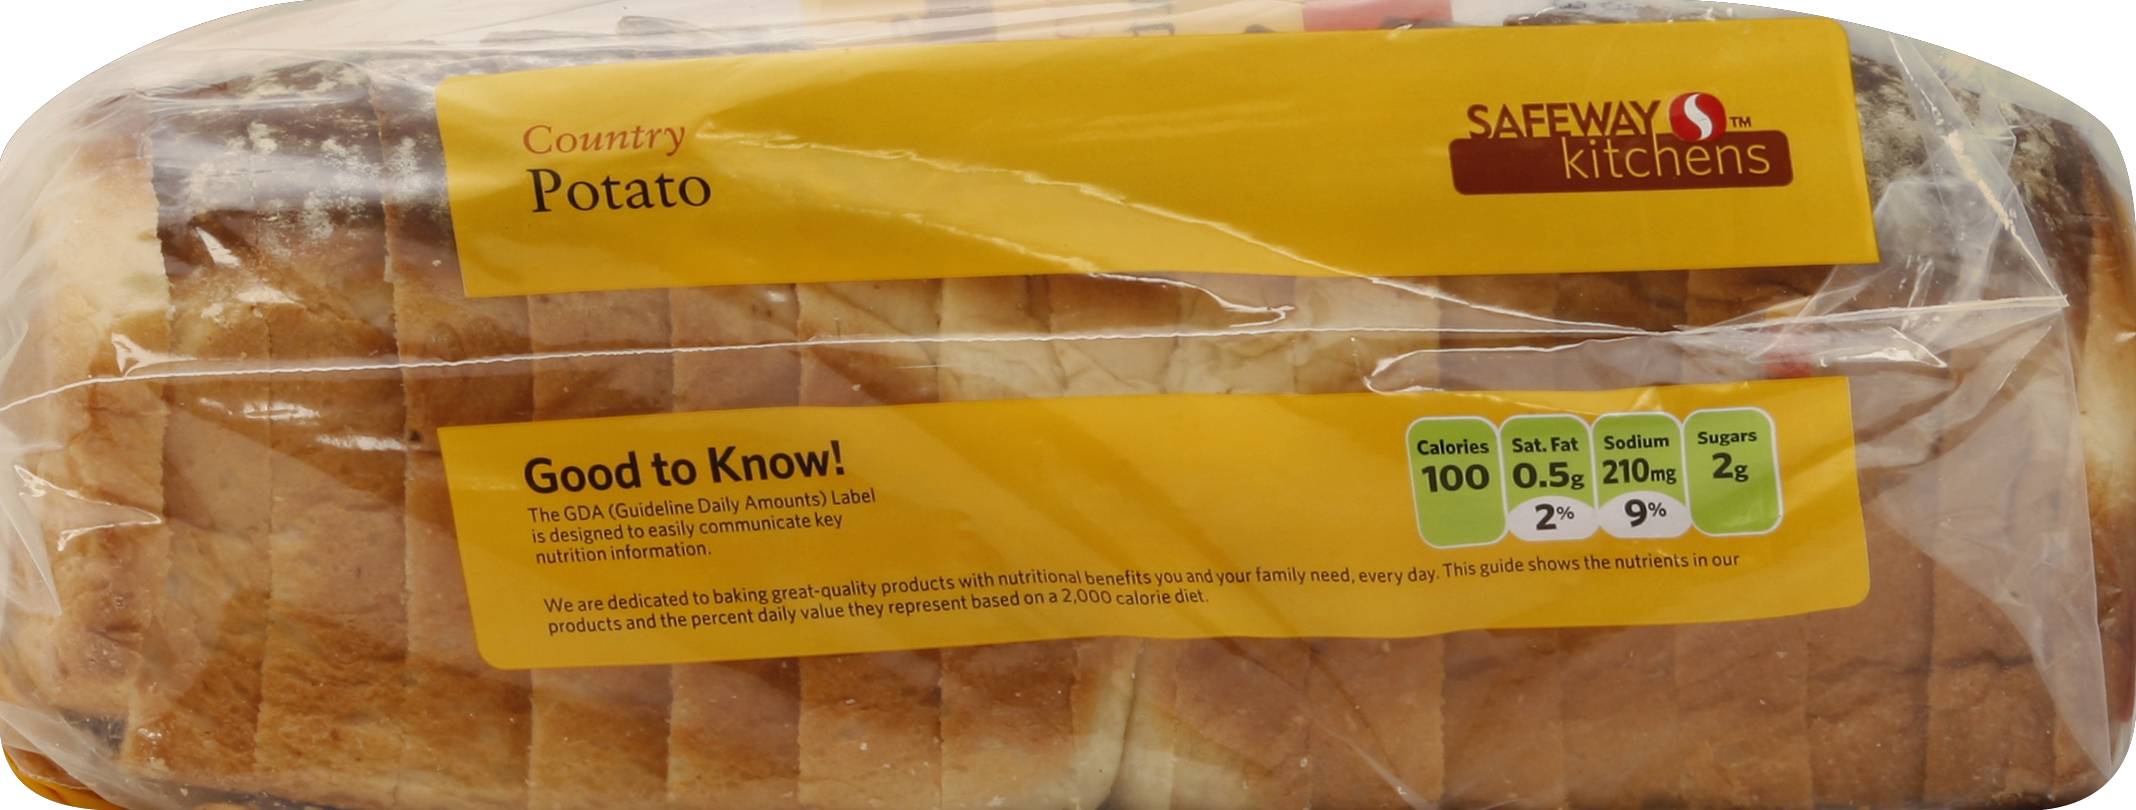 Country
Potato
SAFEWAY TM
kitchens
Good to Know!
The GDA (Guideline Daily Amounts) Label
is designed to easily communicate key
nutrition information.
Calories Sat. Fat Sodium Sugars
100 0.5g 210mg 2g
2% 9%
We are dedicated to baking great-quality products with nutritional benefits you and your family need, every day. This guide shows the nutrients in our
products and the percent daily value they represent based on a 2,000 calorie diet.